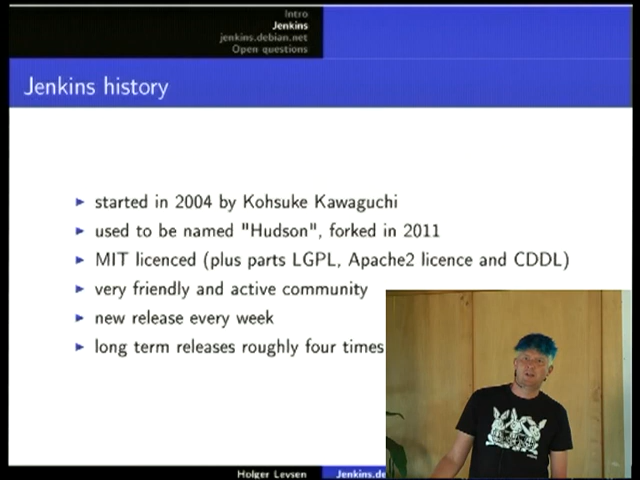 Intro
Jenkins
jenkins.debian.net
Open questions
Jenkins history
started in 2004 by Kohsuke Kawaguchi
used to be named "Hudson", forked in 2011
MIT licenced (plus parts LGPL, Apache2 licence and CDDL)
very friendly and active community
new release every week
long term releases roughly four times
Holger Levsen
Jenkins.de